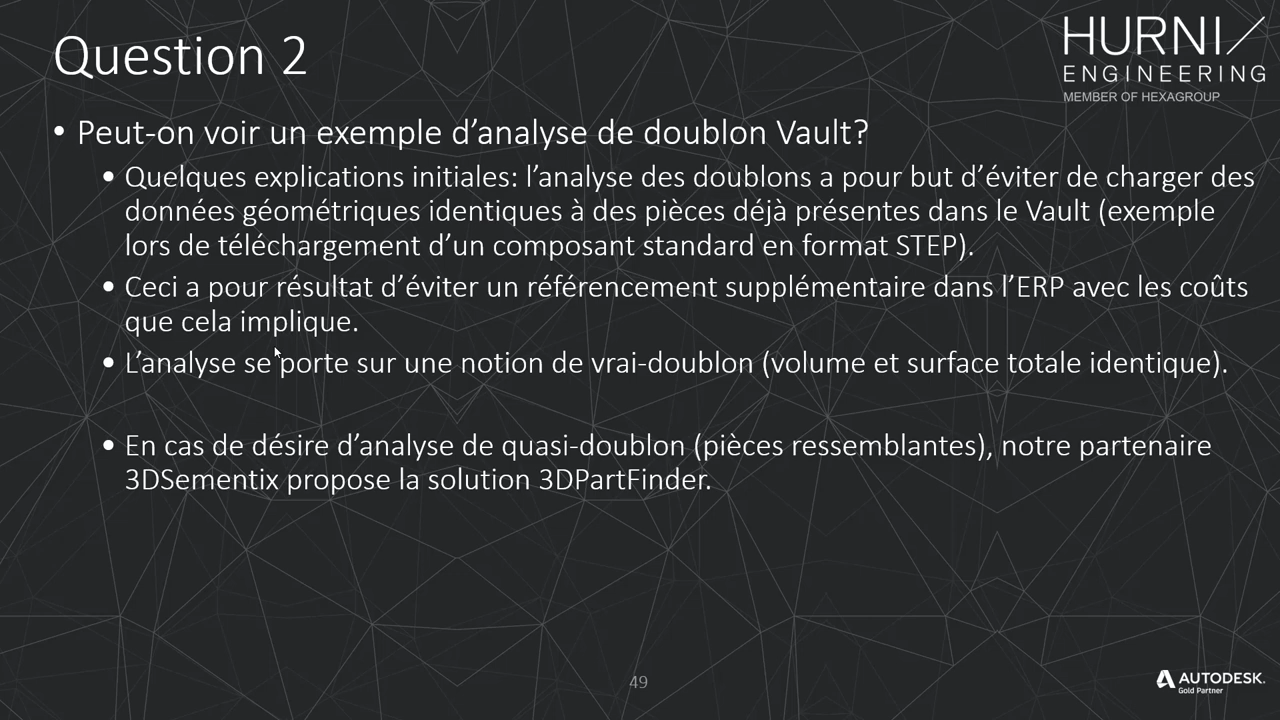 Question 2
HURNI
ENGINEERING
MEMBER OF HEXAGROUP
• Peut-on voir un exemple d’analyse de doublon Vault?
• Quelques explications initiales: l’analyse des doublons a pour but d’éviter de charger des
données géométriques identiques à des pièces déjà présentes dans le Vault (exemple
lors de téléchargement d’un composant standard en format STEP).
• Ceci a pour résultat d’éviter un référencement supplémentaire dans l’ERP avec les coûts
que cela implique.
• L’analyse se porte sur une notion de vrai-doublon (volume et surface totale identique).
• En cas de désire d’analyse de quasi-doublon (pièces ressemblantes), notre partenaire
3DSementix propose la solution 3DPartFinder.
49
AUTODESK.
Gold Partner